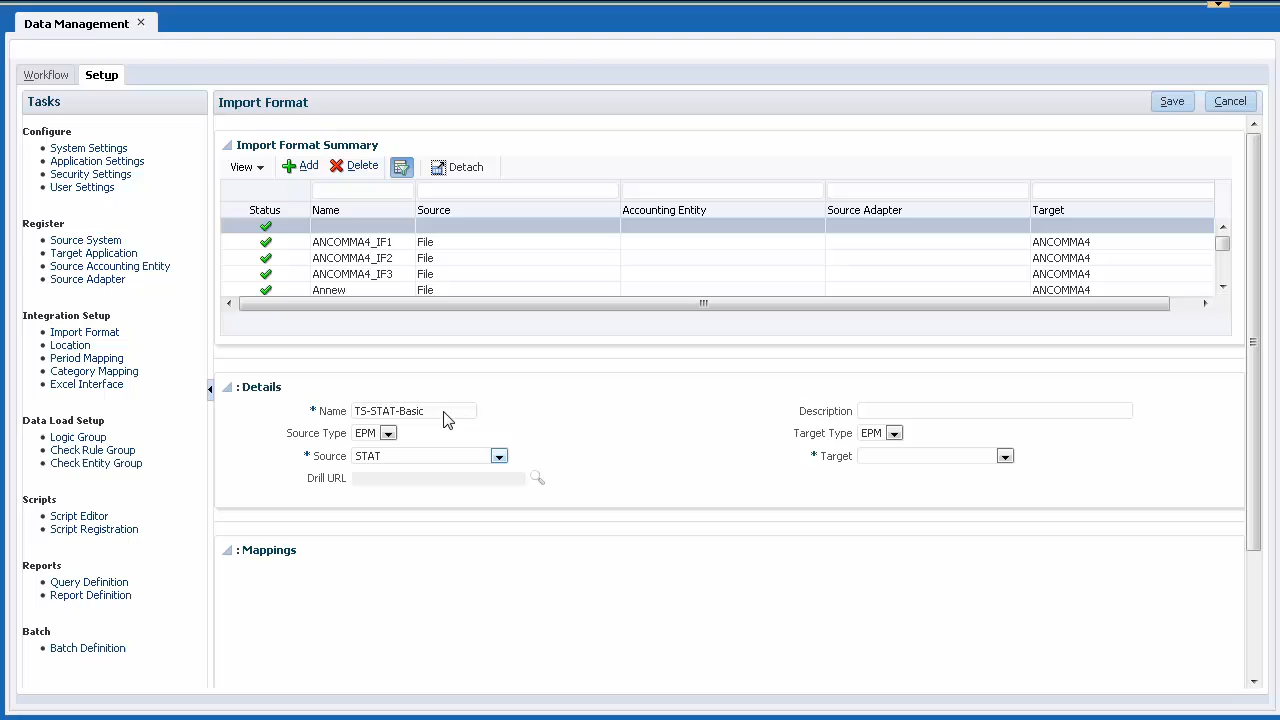 Data Management ×
Workflow Setup
Tasks
Configure
System Settings
Application Settings
Security Settings
User Settings
Register
Source System
Target Application
Source Accounting Entity
Source Adapter
Integration Setup
Import Format
Location
Period Mapping
Category Mapping
Excel Interface
Data Load Setup
Logic Group
Check Rule Group
Check Entity Group
Scripts
Script Editor
Script Registration
Reports
Query Definition
Report Definition
Batch
Batch Definition
Import Format Save Cancel
Import Format Summary
View Add Delete Detach
Status Name Source Accounting Entity Source Adapter Target
ANCOMMA4_IF1 File ANCOMMA4
ANCOMMA4_IF2 File ANCOMMA4
ANCOMMA4_IF3 File ANCOMMA4
Annew File ANCOMMA4
: Details
* Name TS-STAT-Basic Description
Source Type EPM Target Type EPM
* Source STAT * Target
Drill URL
: Mappings